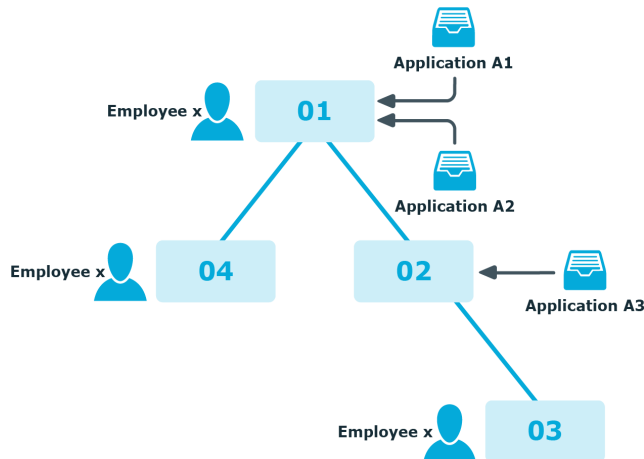 Application A1
Employee x
01
Application A2
Employee x
04
02
Application A3
Employee x
03